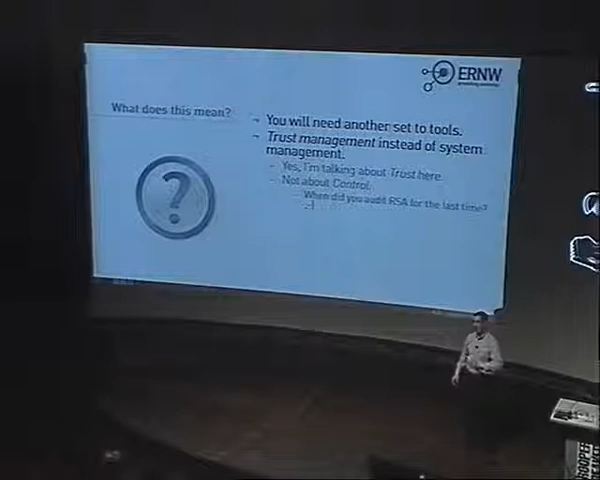 ERNW
What does this mean?
You will need another set to tools.
Trust management instead of system
management.
Yes, I'm talking about Trust here.
Not about Control.
When did you audit RSA for the last time?
;-)